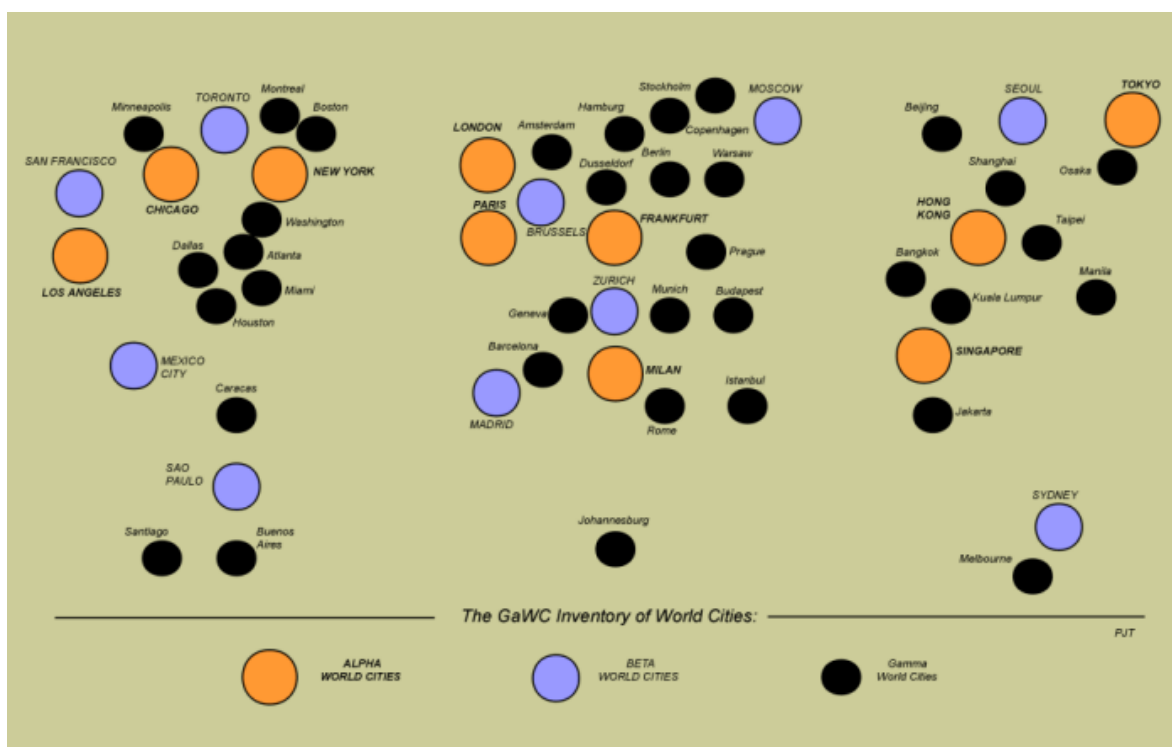 Montreal
TORONTO
Minneapolis
Boston
SAN FRANCISCO
NEW YORK
CHICAGO
Washington
Dallas
Atlanta
LOS ANGELES
Miami
Houston
MEXICO
CITY
Caracas
SAO
PAULO
Santiago
Buenos
Aires
Stockholm
MOSCOW
Hamburg
LONDON
Amsterdam
Copenhagen
Dusseldorf
Berlin
Warsaw
PARIS
FRANKFURT
BRUSSELS
Prague
ZURICH
Geneva
Munich
Budapest
Barcelona
MILAN
Istanbul
MADRID
Rome
Johannesburg
TOKYO
SEOUL
Beijing
Shanghai
Osaka
HONG
KONG
Taipei
Bangkok
Manila
Kuala Lumpur
SINGAPORE
Jakarta
SYDNEY
Melbourne
The GaWC Inventory of World Cities:
PJT
ALPHA
WORLD CITIES
BETA
WORLD CITIES
Gamma
World Cities